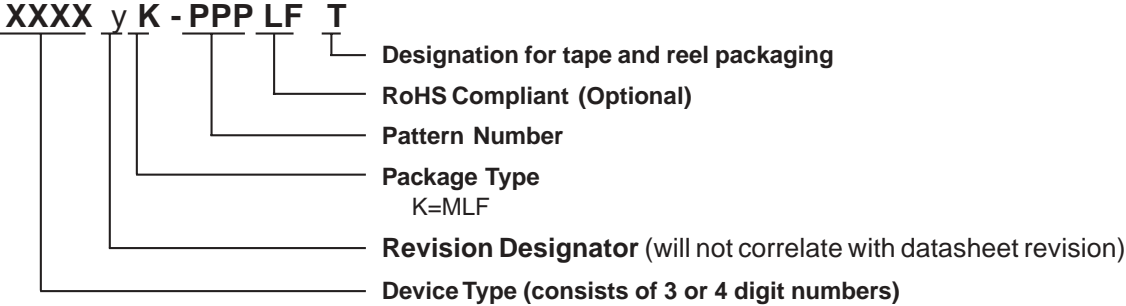 XXXX y K - PPP LF T
Designation for tape and reel packaging
RoHS Compliant (Optional)
Pattern Number
Package Type
K=MLF
Revision Designator (will not correlate with datasheet revision)
Device Type (consists of 3 or 4 digit numbers)